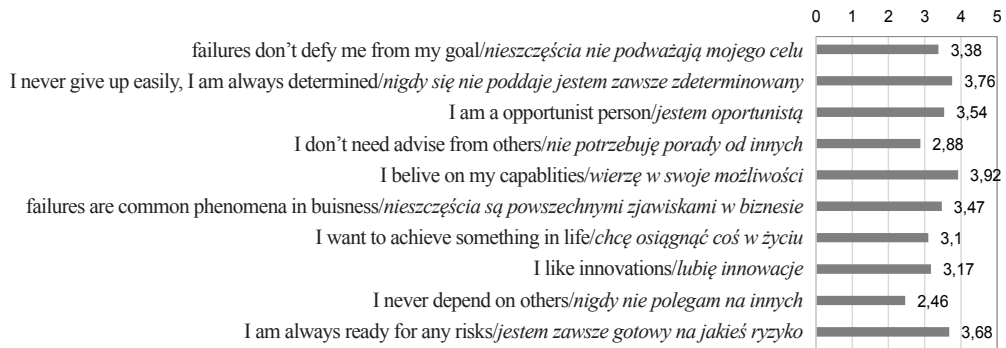 0 1 2 3 4 5
failures don’t defy me from my goal/nieszczęścia nie podważają mojego celu 3,38
I never give up easily, I am always determined/nigdy się nie poddaje jestem zawsze zdeterminowany 3,76
I am a opportunist person/jestem oportunistą 3,54
I don’t need advise from others/nie potrzebuję porady od innych 2,88
I belive on my capablities/wierzę w swoje możliwości 3,92
failures are common phenomena in buisness/nieszczęścia są powszechnymi zjawiskami w biznesie 3,47
I want to achieve something in life/chcę osiągnąć coś w życiu 3,1
I like innovations/lubię innowacje 3,17
I never depend on others/nigdy nie polegam na innych 2,46
I am always ready for any risks/jestem zawsze gotowy na jakieś ryzyko 3,68